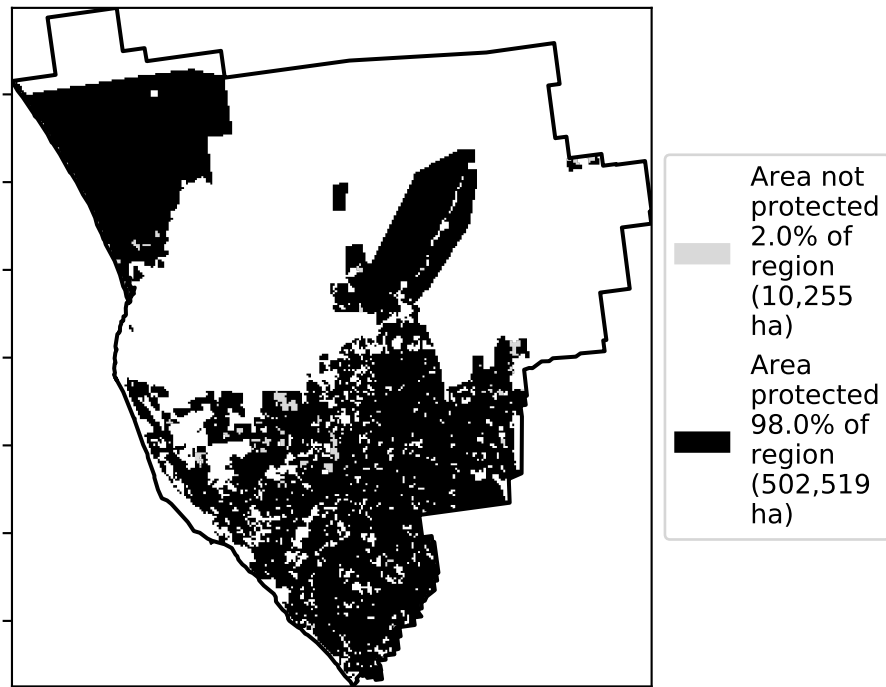 Area not
protected
2.0% of
region
(10,255
ha)
Area
protected
98.0% of
region
(502,519
ha)